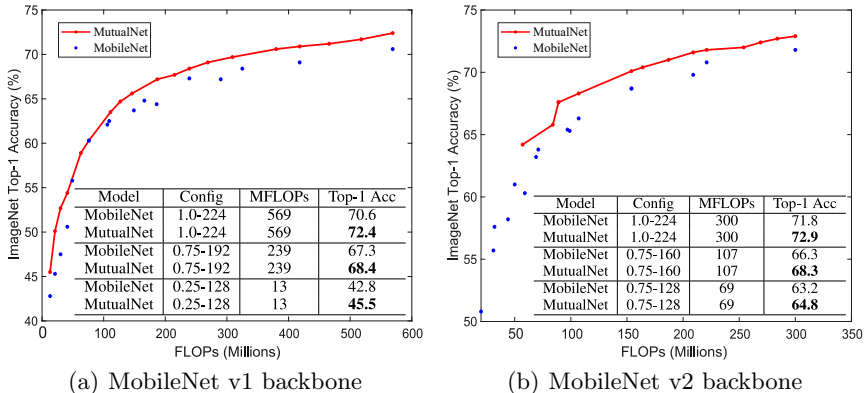 MutualNet
MobileNet
ImageNet Top-1 Accuracy (%)
75
70
65
60
55
50
45
40
Model Config MFLOPs Top-1 Acc
MobileNet 1.0-224 569 70.6
MutualNet 1.0-224 569 72.4
MobileNet 0.75-192 239 67.3
MutualNet 0.75-192 239 68.4
MobileNet 0.25-128 13 42.8
MutualNet 0.25-128 13 45.5
0 100 200 300 400 500 600
FLOPs (Millions)
(a) MobileNet v1 backbone
MutualNet
MobileNet
ImageNet Top-1 Accuracy (%)
75
70
65
60
55
50
Model Config MFLOPs Top-1 Acc
MobileNet 1.0-224 300 71.8
MutualNet 1.0-224 300 72.9
MobileNet 0.75-160 107 66.3
MutualNet 0.75-160 107 68.3
MobileNet 0.75-128 69 63.2
MutualNet 0.75-128 69 64.8
50 100 150 200 250 300 350
FLOPs (Millions)
(b) MobileNet v2 backbone